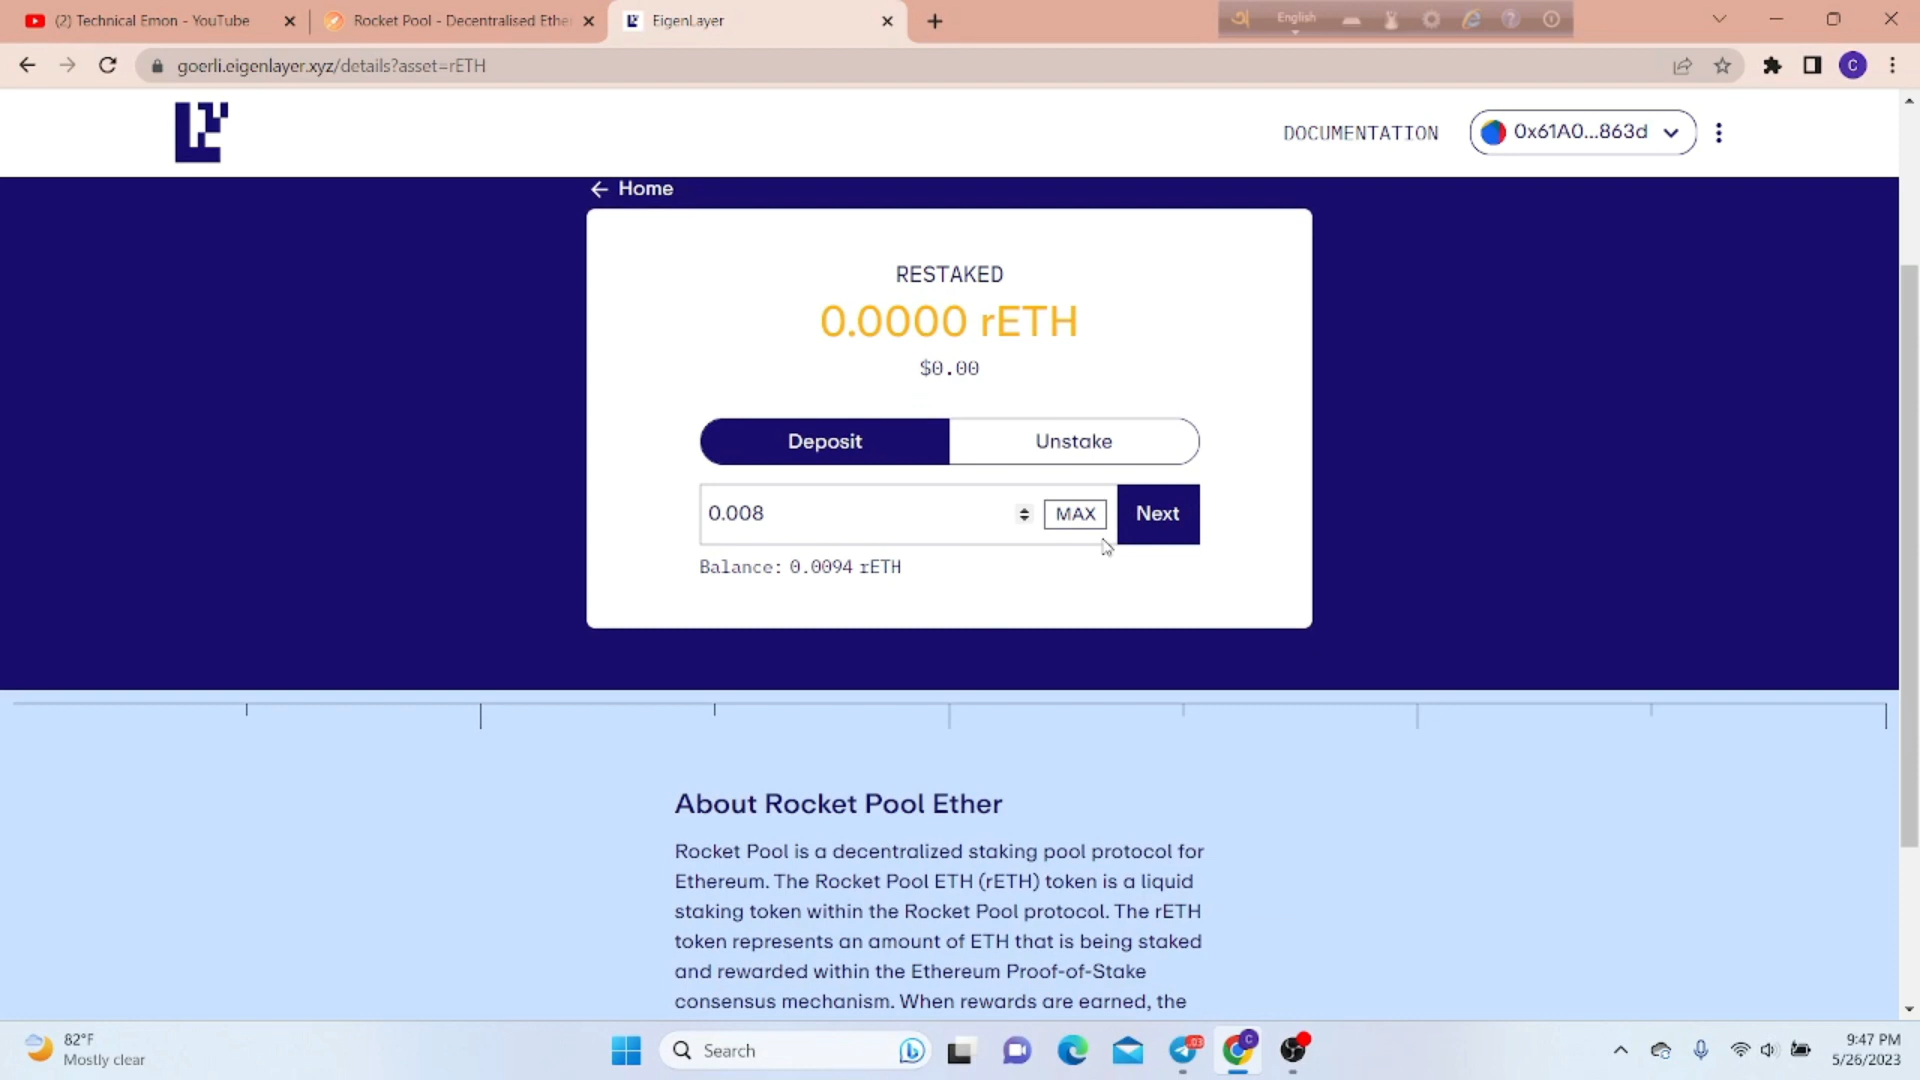 (2) Technical Emon - YouTube
Rocket Pool - Decentralised Ethe
EigenLayer
English
goerli.eigenlayer.xyz/details?asset=rETH
C
DOCUMENTATION
0x61A0...863d
Home
RESTAKED
0.0000 rETH
$0.00
Deposit
Unstake
0.008
MAX
Next
Balance: 0.0094 rETH
About Rocket Pool Ether
Rocket Pool is a decentralized staking pool protocol for
Ethereum. The Rocket Pool ETH (rETH) token is a liquid
staking token within the Rocket Pool protocol. The rETH
token represents an amount of ETH that is being staked
and rewarded within the Ethereum Proof-of-Stake
consensus mechanism. When rewards are earned, the
82°F
Mostly clear
Search
9:47 PM
5/26/2023